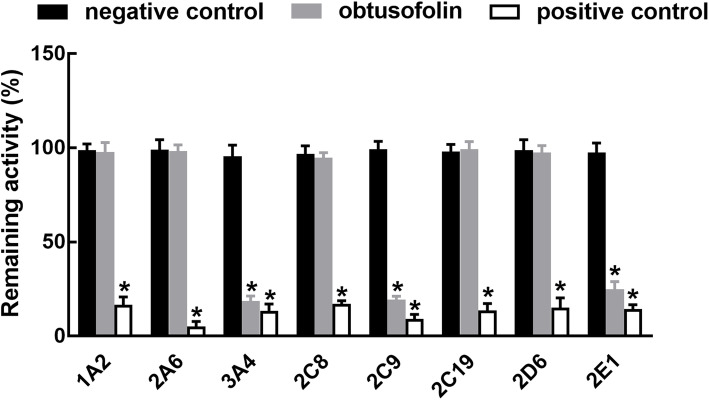 negative control obtusofolin positive control
Remaining activity (%)
150
100
50
0
* * * * * * * * * * *
1A2 2A6 3A4 2C8 2C9 2C19 2D6 2E1